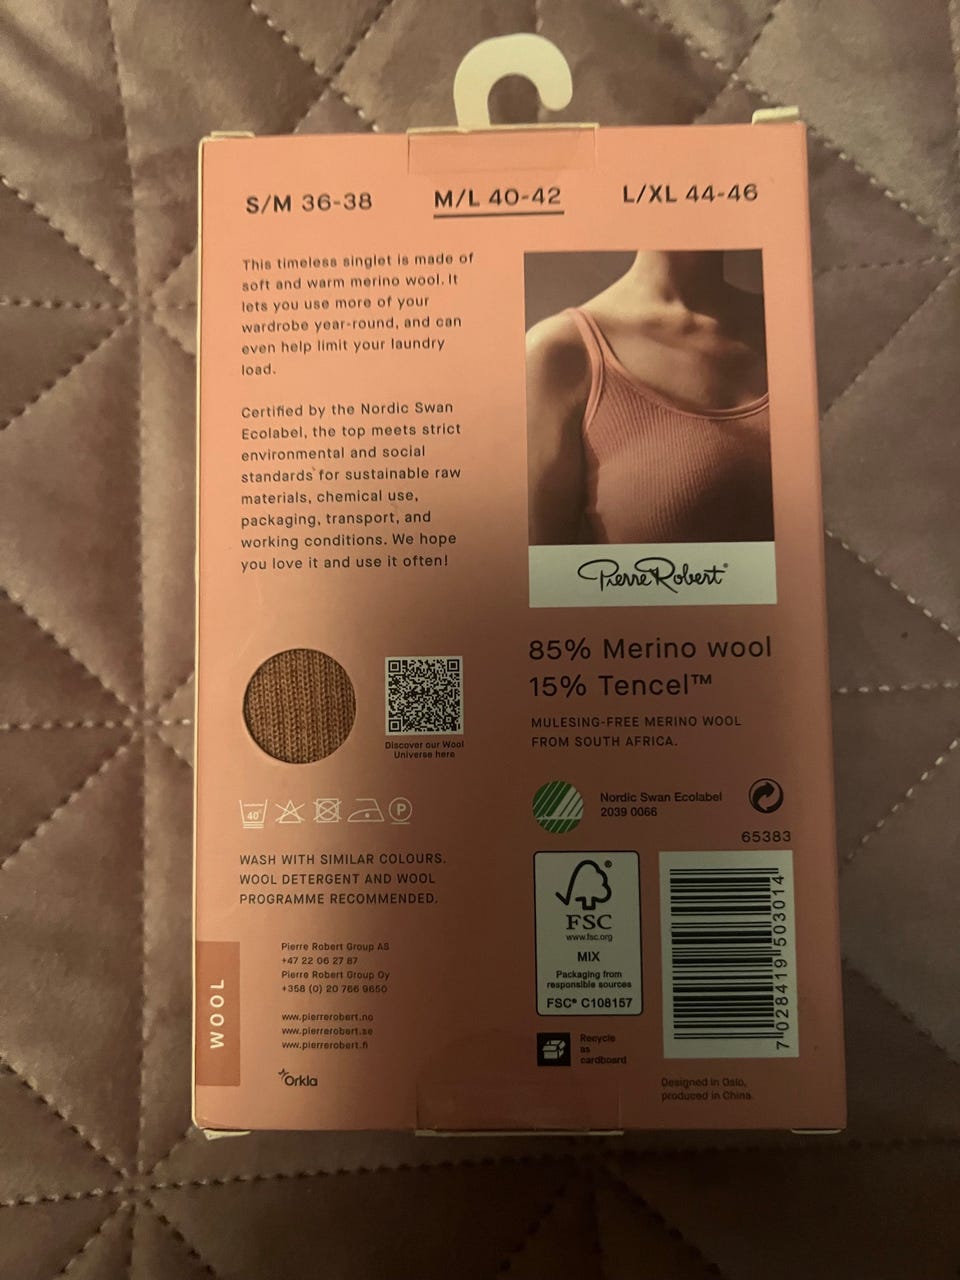 S/M 36-38
M/L 40-42
L/XL 44-46
This timeless singlet is made of
soft and warm merino wool. It
lets you use more of your
wardrobe year-round, and can
even help limit your laundry
load.
Certified by the Nordic Swan
Ecolabel, the top meets strict
environmental and social
standards for sustainable raw
materials, chemical use,
packaging, transport, and
working conditions. We hope
you love it and use it often!
Pierre Robert®
85% Merino wool
15% Tencel™
MULESING-FREE MERINO WOOL
FROM SOUTH AFRICA.
Discover our Wool
Universe here
40°
P
WASH WITH SIMILAR COLOURS.
WOOL DETERGENT AND WOOL
PROGRAMME RECOMMENDED.
Nordic Swan Ecolabel
2039 0066
65383
®
FSC
www.fsc.org
MIX
Packaging from
responsible sources
FSC® C108157
7 028419 503014
WOOL
Pierre Robert Group AS
+47 22 06 27 87
Pierre Robert Group Oy
+358 (0) 20 766 9650
www.pierrerobert.no
www.pierrerobert.se
www.pierrerobert.fi
Orkla
Recycle
as
cardboard
Designed in Oslo,
produced in China.